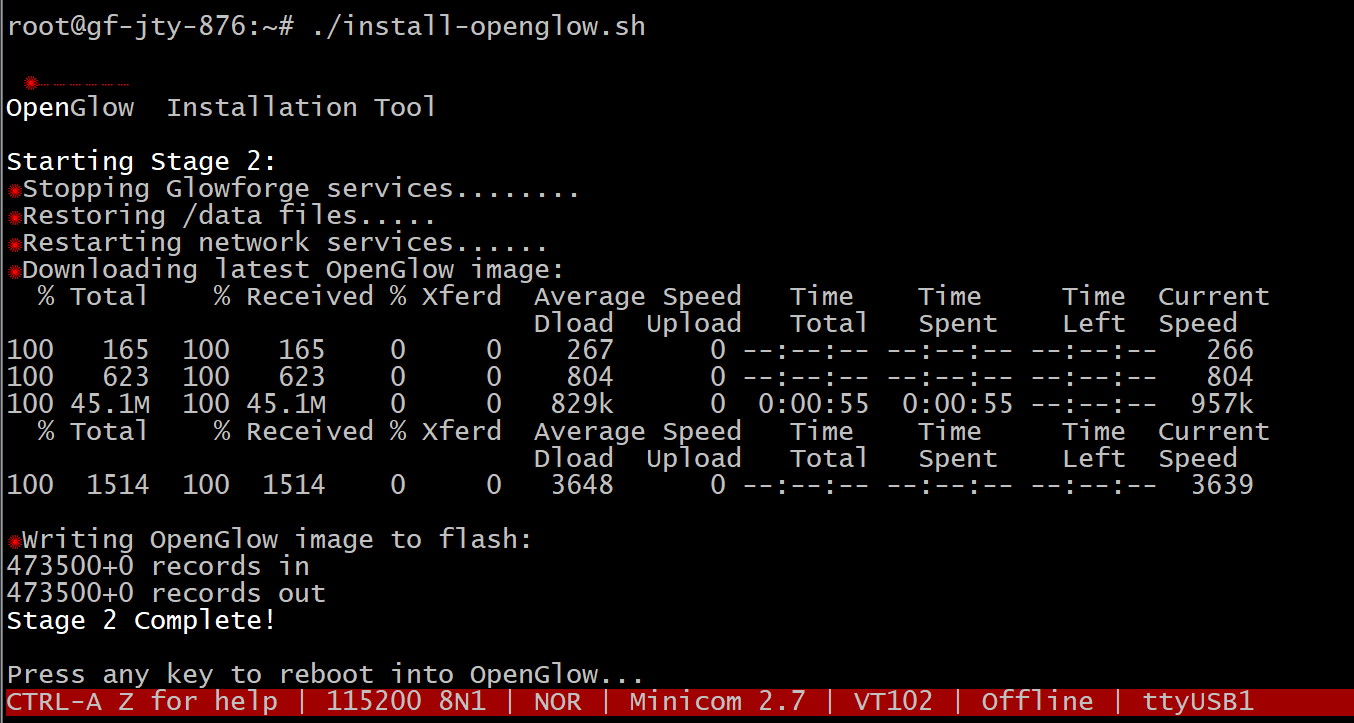 root@gf-jty-876:~# ./install-openglow.sh
OpenGlow  Installation Tool
Starting Stage 2:
✺Stopping Glowforge services........
✺Restoring /data files.....
✺Restarting network services......
✺Downloading latest OpenGlow image:
  % Total    % Received % Xferd  Average Speed   Time    Time     Time  Current
                                 Dload  Upload   Total   Spent    Left  Speed
100   165  100   165    0     0    267      0 --:--:-- --:--:-- --:--:--   266
100   623  100   623    0     0    804      0 --:--:-- --:--:-- --:--:--   804
100 45.1M  100 45.1M    0     0   829k      0  0:00:55  0:00:55 --:--:--  957k
  % Total    % Received % Xferd  Average Speed   Time    Time     Time  Current
                                 Dload  Upload   Total   Spent    Left  Speed
100  1514  100  1514    0     0   3648      0 --:--:-- --:--:-- --:--:--  3639
✺Writing OpenGlow image to flash:
473500+0 records in
473500+0 records out
Stage 2 Complete!
Press any key to reboot into OpenGlow...
CTRL-A Z for help | 115200 8N1 | NOR | Minicom 2.7 | VT102 | Offline | ttyUSB1